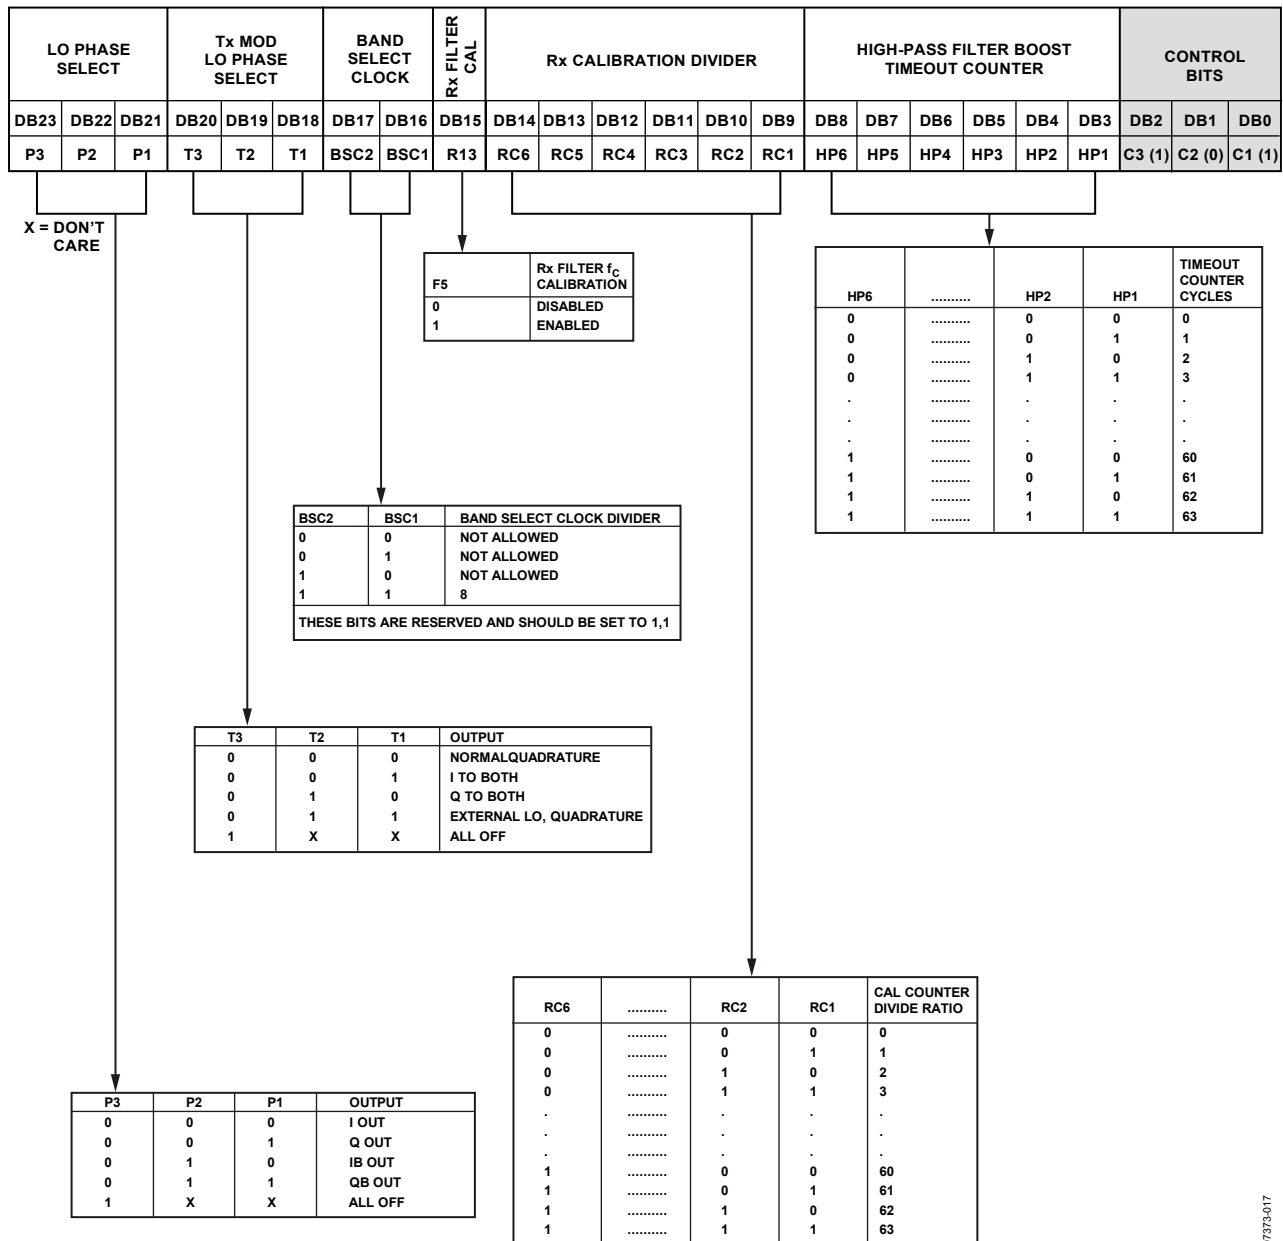 LO PHASE
SELECT
Tx MOD
LO PHASE
SELECT
BAND
SELECT
CLOCK
Rx FILTER
CAL
Rx CALIBRATION DIVIDER
HIGH-PASS FILTER BOOST
TIMEOUT COUNTER
CONTROL
BITS
DB23 DB22 DB21 DB20 DB19 DB18 DB17 DB16 DB15 DB14 DB13 DB12 DB11 DB10 DB9 DB8 DB7 DB6 DB5 DB4 DB3 DB2 DB1 DB0
P3 P2 P1 T3 T2 T1 BSC2 BSC1 R13 RC6 RC5 RC4 RC3 RC2 RC1 HP6 HP5 HP4 HP3 HP2 HP1 C3 (1) C2 (0) C1 (1)
X = DON'T
CARE
F5 Rx FILTER fC
CALIBRATION
0 DISABLED
1 ENABLED
TIMEOUT
COUNTER
CYCLES
HP6 .......... HP2 HP1
0 .......... 0 0 0
0 .......... 0 1 1
0 .......... 1 0 2
0 .......... 1 1 3
. .......... . . .
. .......... . . .
. .......... . . .
1 .......... 0 0 60
1 .......... 0 1 61
1 .......... 1 0 62
1 .......... 1 1 63
BSC2 BSC1 BAND SELECT CLOCK DIVIDER
0 0 NOT ALLOWED
0 1 NOT ALLOWED
1 0 NOT ALLOWED
1 1 8
THESE BITS ARE RESERVED AND SHOULD BE SET TO 1,1
T3 T2 T1 OUTPUT
0 0 0 NORMALQUADRATURE
0 0 1 I TO BOTH
0 1 0 Q TO BOTH
0 1 1 EXTERNAL LO, QUADRATURE
1 X X ALL OFF
RC6 .......... RC2 RC1 CAL COUNTER
DIVIDE RATIO
0 .......... 0 0 0
0 .......... 0 1 1
0 .......... 1 0 2
0 .......... 1 1 3
. .......... . . .
. .......... . . .
. .......... . . .
1 .......... 0 0 60
1 .......... 0 1 61
1 .......... 1 0 62
1 .......... 1 1 63
P3 P2 P1 OUTPUT
0 0 0 I OUT
0 0 1 Q OUT
0 1 0 IB OUT
0 1 1 QB OUT
1 X X ALL OFF
7373-017